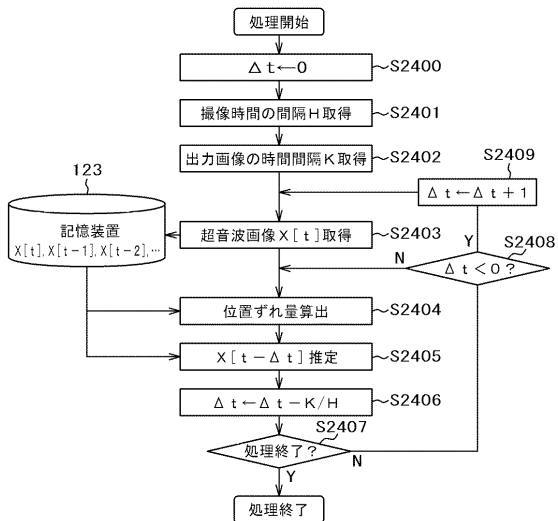 処理開始
Δt←0
S2400
撮像時間の間隔H取得
S2401
出力画像の時間間隔K取得
S2402
S2409
Δt←Δt+1
123
記憶装置
X[t],X[t-1],X[t-2],…
超音波画像X[t]取得
S2403
Y
S2408
N
Δt<0?
位置ずれ量算出
S2404
X[t-Δt]推定
S2405
Δt←Δt-K/H
S2406
S2407
処理終了?
N
Y
処理終了